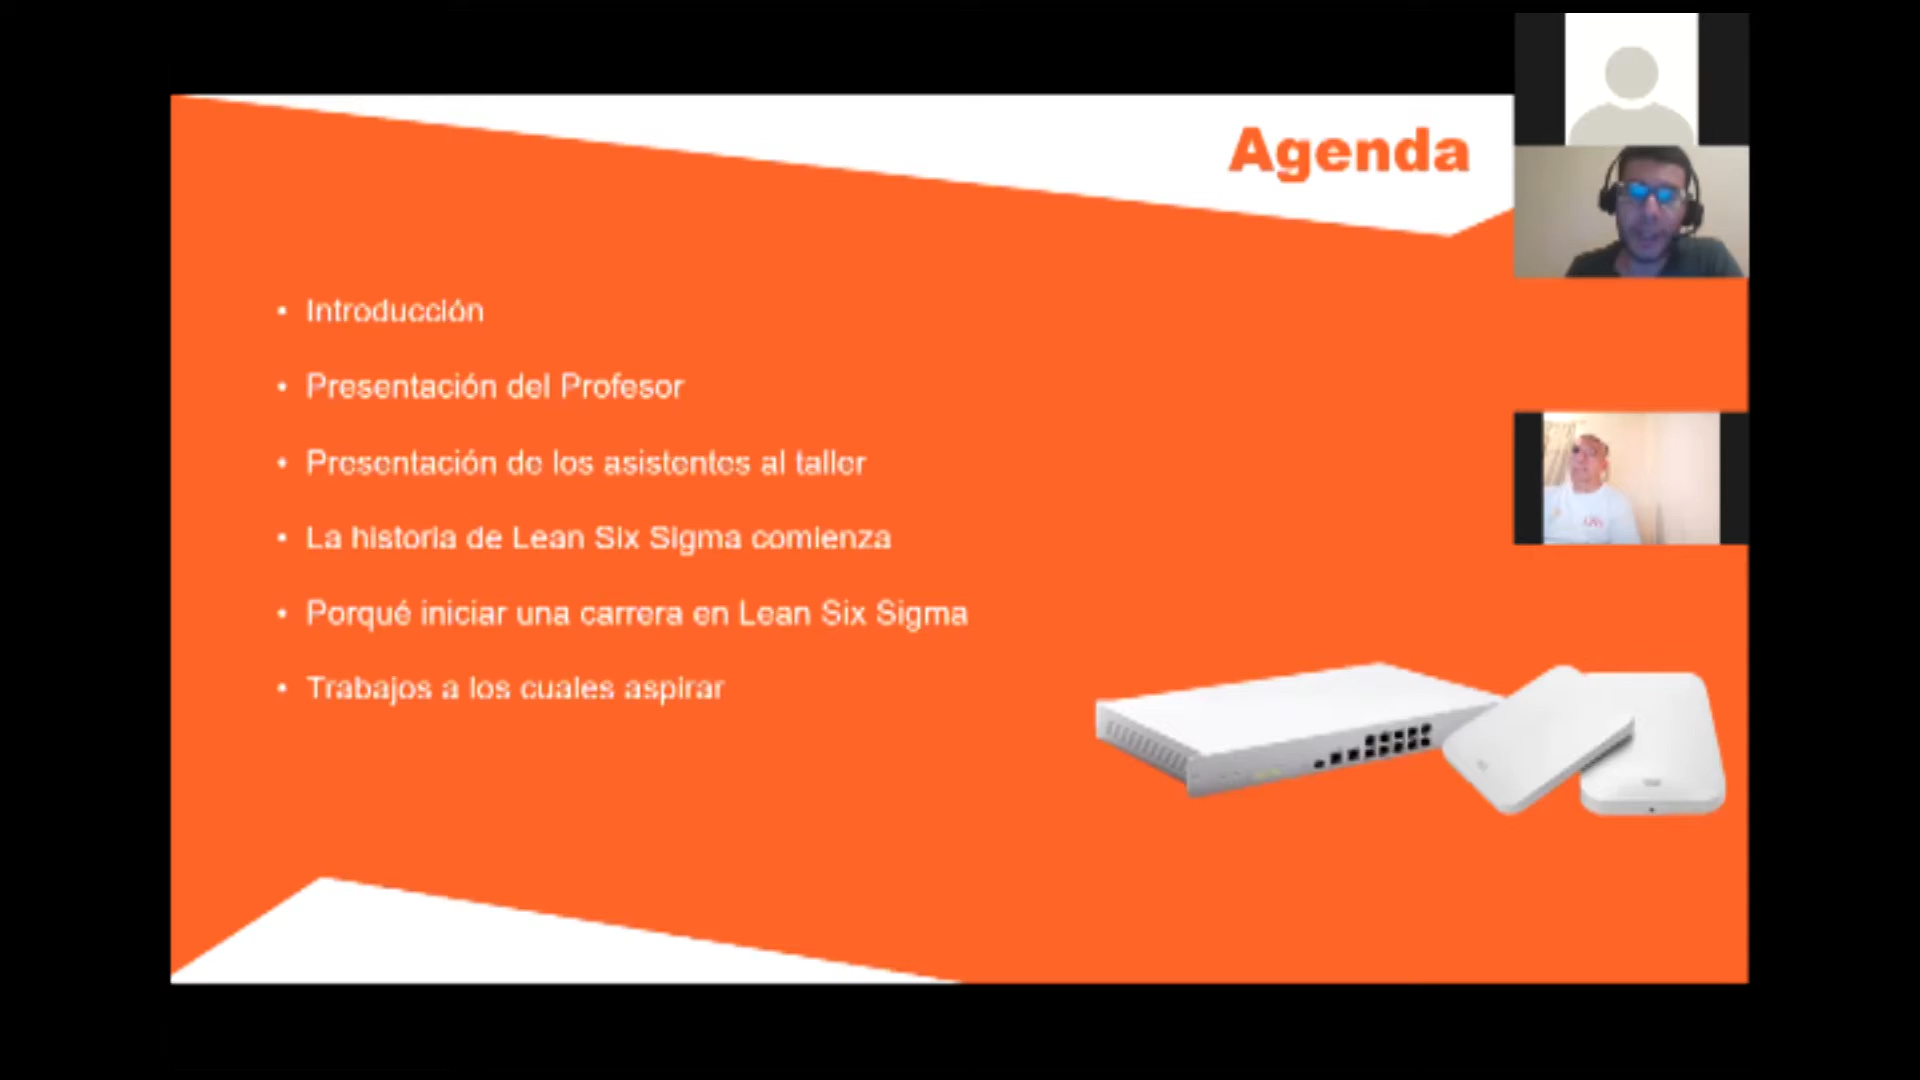 Agenda
• Introducción
• Presentación del Profesor
• Presentación de los asistentes al taller
• La historia de Lean Six Sigma comienza
• Porqué iniciar una carrera en Lean Six Sigma
• Trabajos a los cuales aspirar